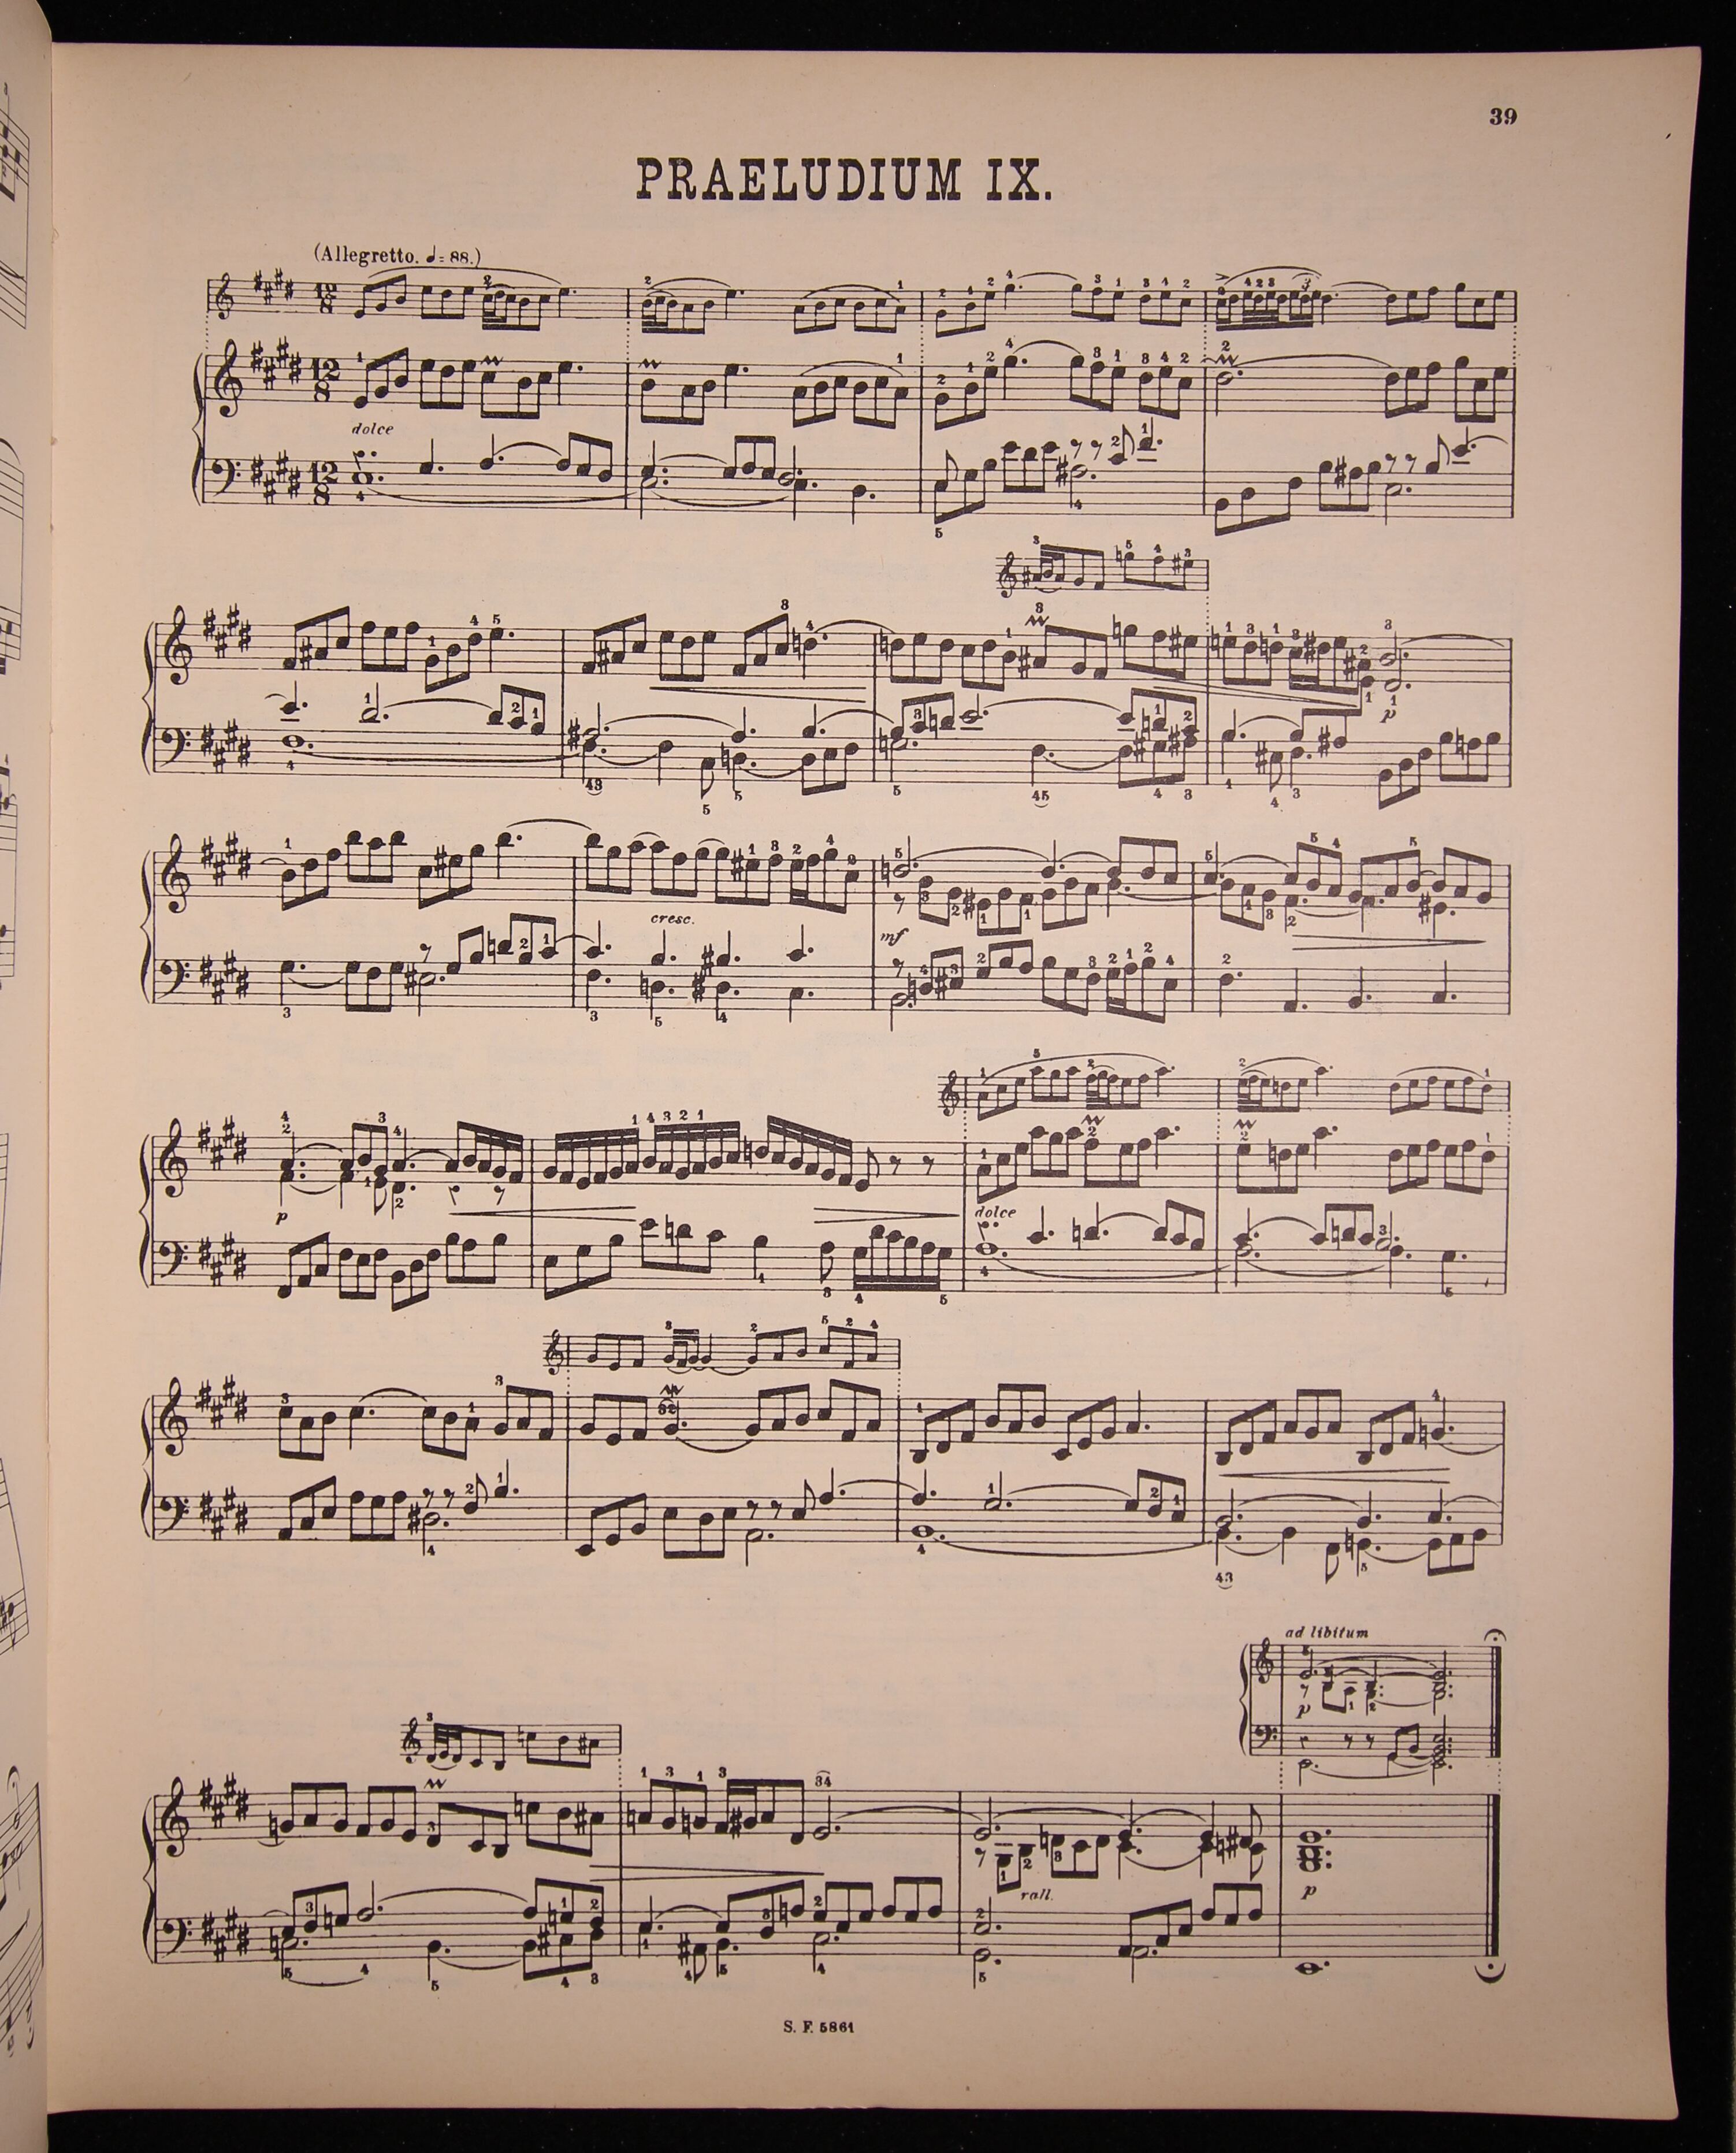 39
PRAELUDIUM IX.
(Allegretto. ♩= 88.)
dolce
p
cresc.
mf
p
dolce
ad libitum
p
rall.
p
S. F. 5861